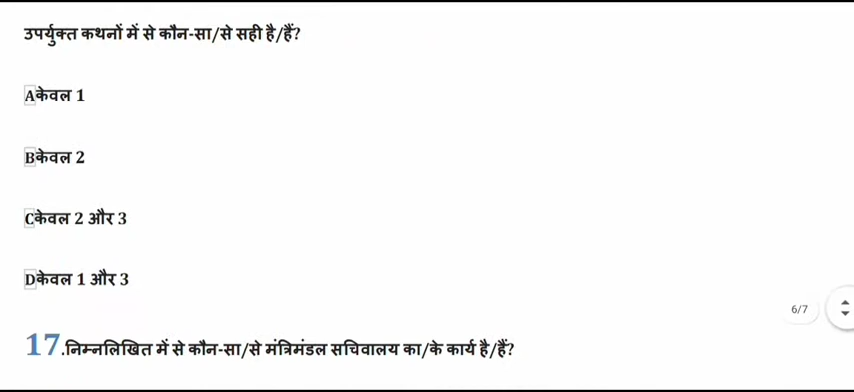 उपर्युक्त कथनों में से कौन-सा/से सही है/हैं?
Aकेवल 1
Bकेवल 2
Cकेवल 2 और 3
Dकेवल 1 और 3
6/7
17.निम्नलिखित में से कौन-सा/से मंत्रिमंडल सचिवालय का/के कार्य है/हैं?